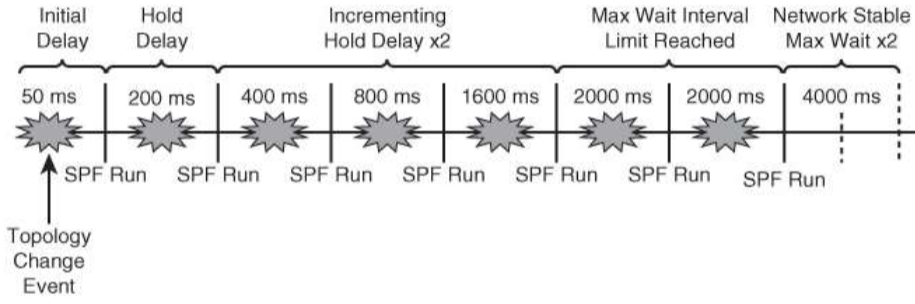 Initial
Delay
Hold
Delay
Incrementing
Hold Delay x2
Max Wait Interval
Limit Reached
Network Stable
Max Wait x2
50 ms
200 ms
400 ms
800 ms
1600 ms
2000 ms
2000 ms
4000 ms
SPF Run
SPF Run
SPF Run
SPF Run
SPF Run
SPF Run
SPF Run
Topology
Change
Event